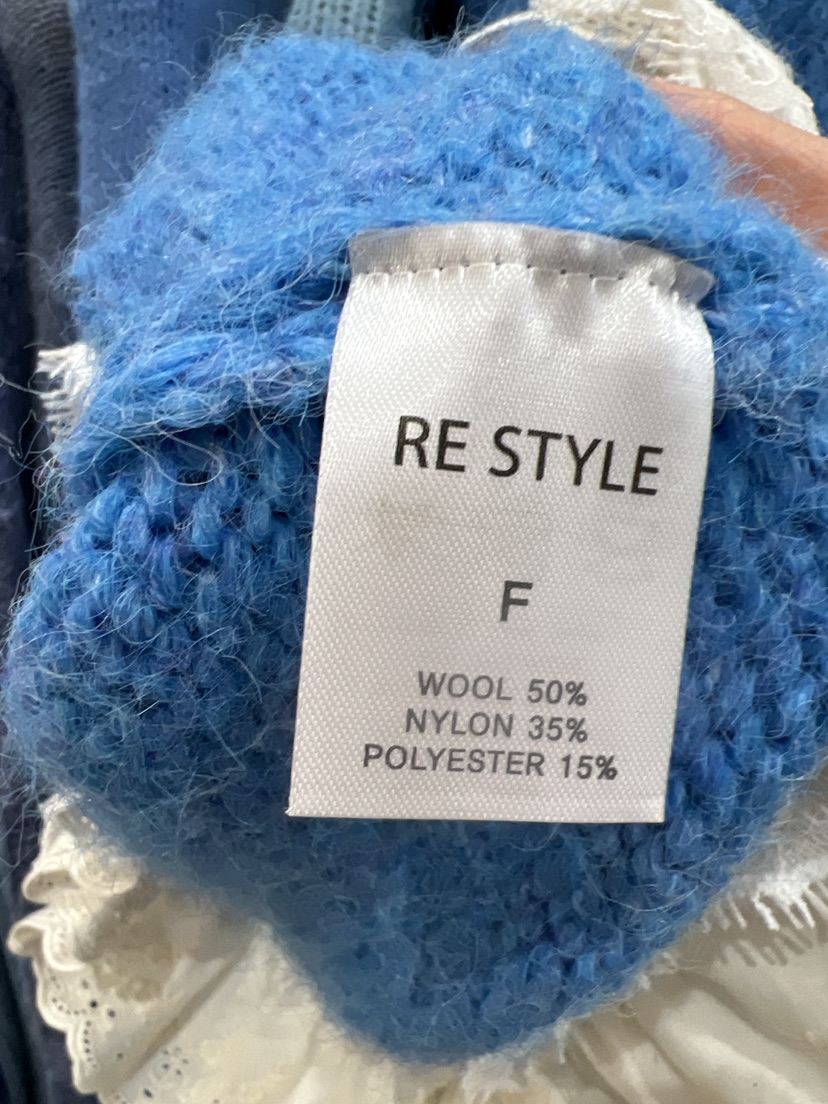 RE STYLE
F
WOOL 50%
NYLON 35%
POLYESTER 15%